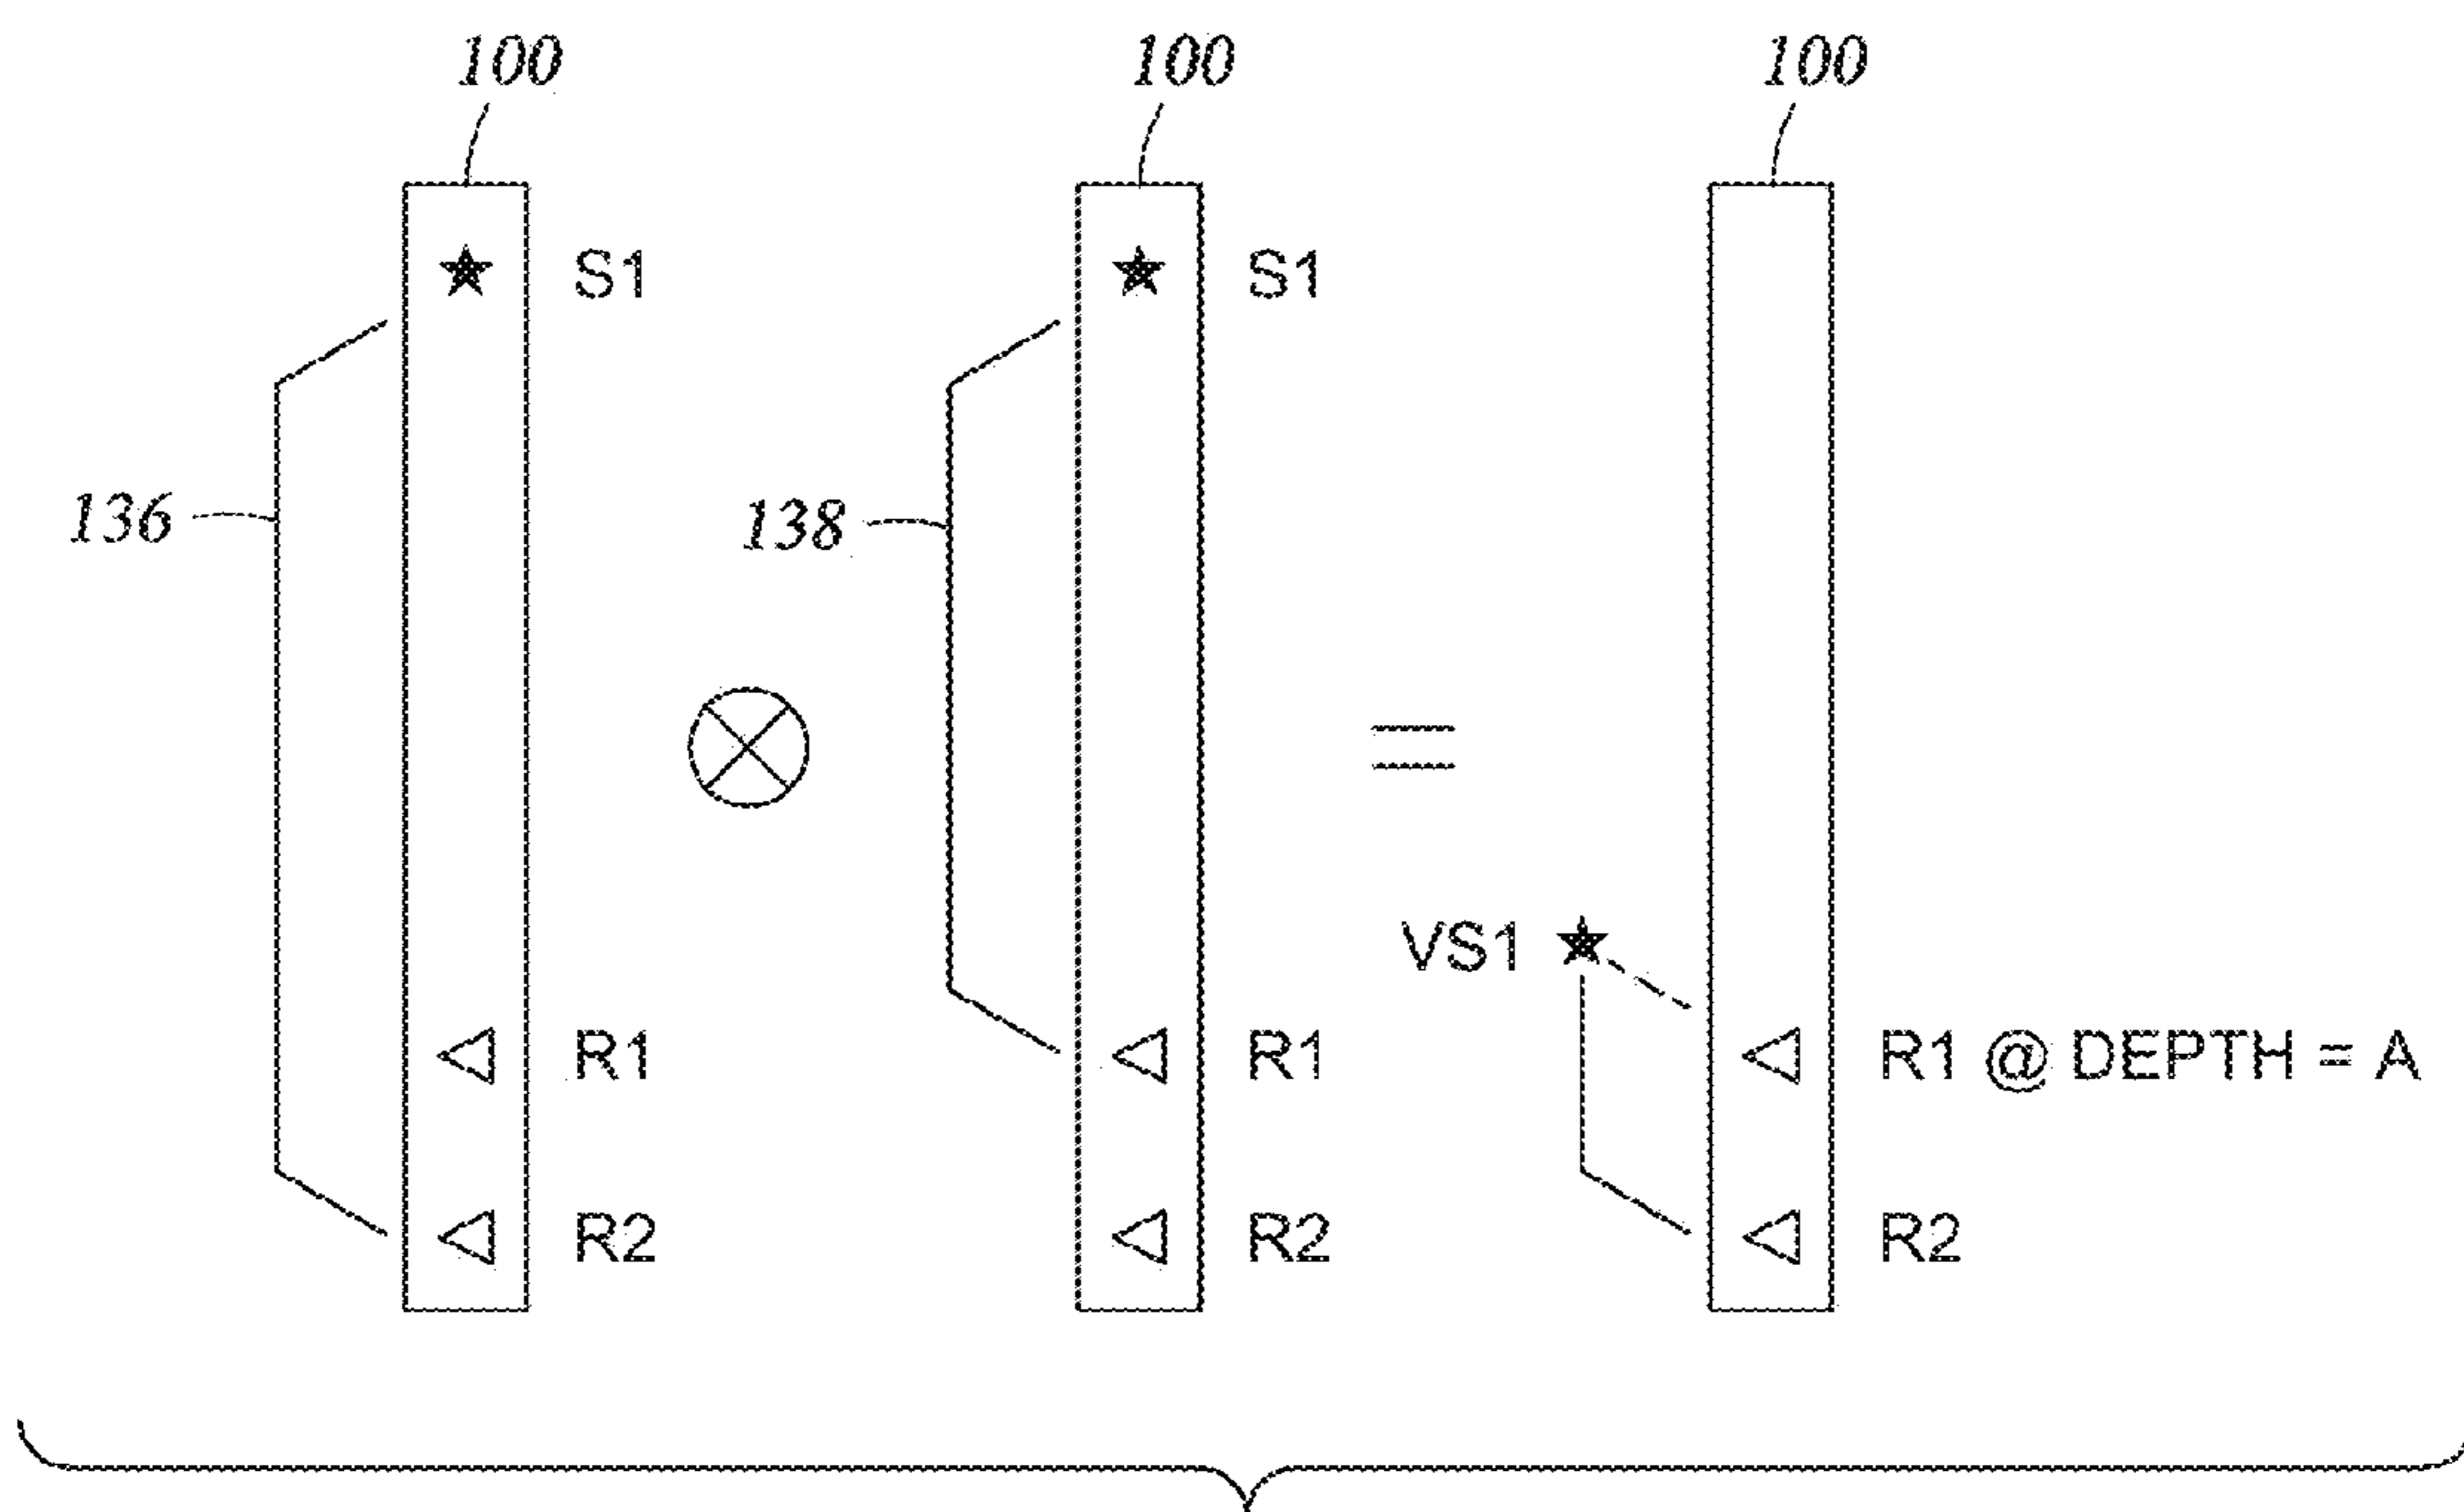 100 100 100
S1 S1
136 138
=
VS1
R1 R1 R1 @ DEPTH = A
R2 R2 R2